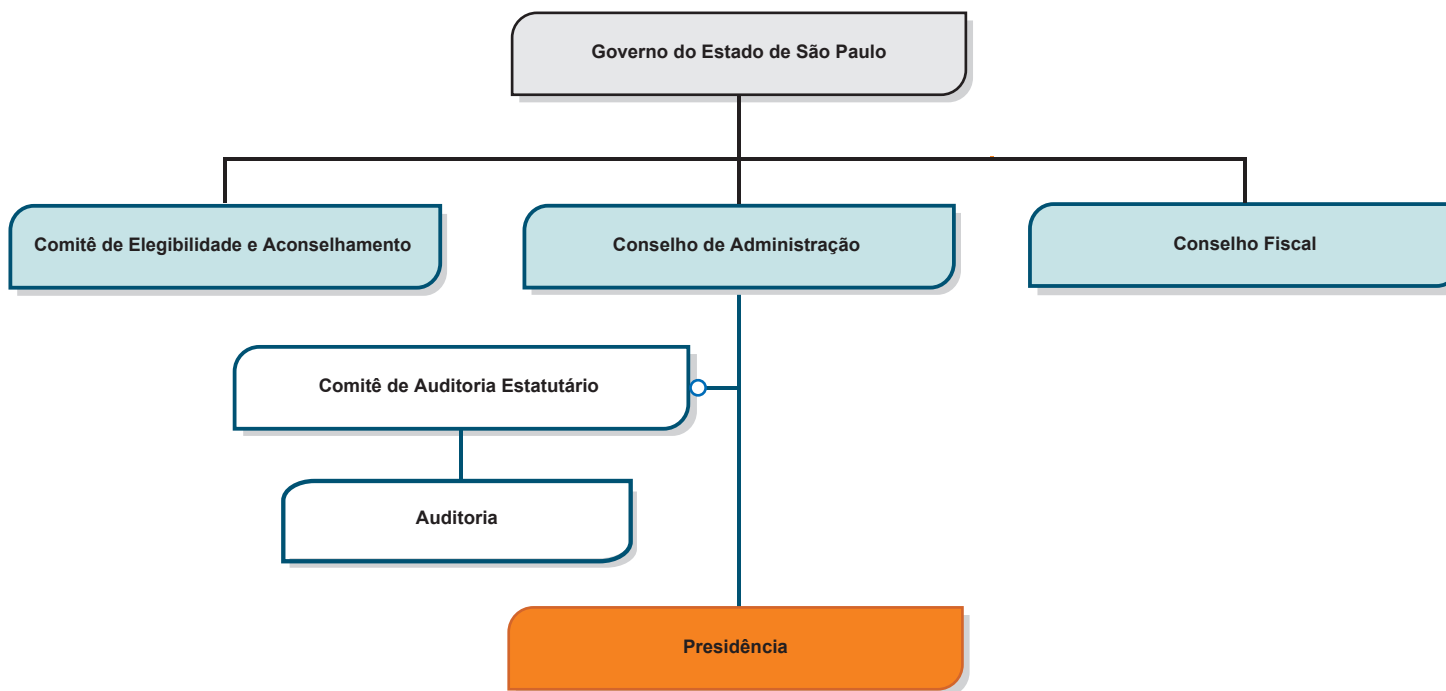 Governo do Estado de São Paulo
Comitê de Elegibilidade e Aconselhamento
Conselho de Administração
Conselho Fiscal
Comitê de Auditoria Estatutário
Auditoria
Presidência